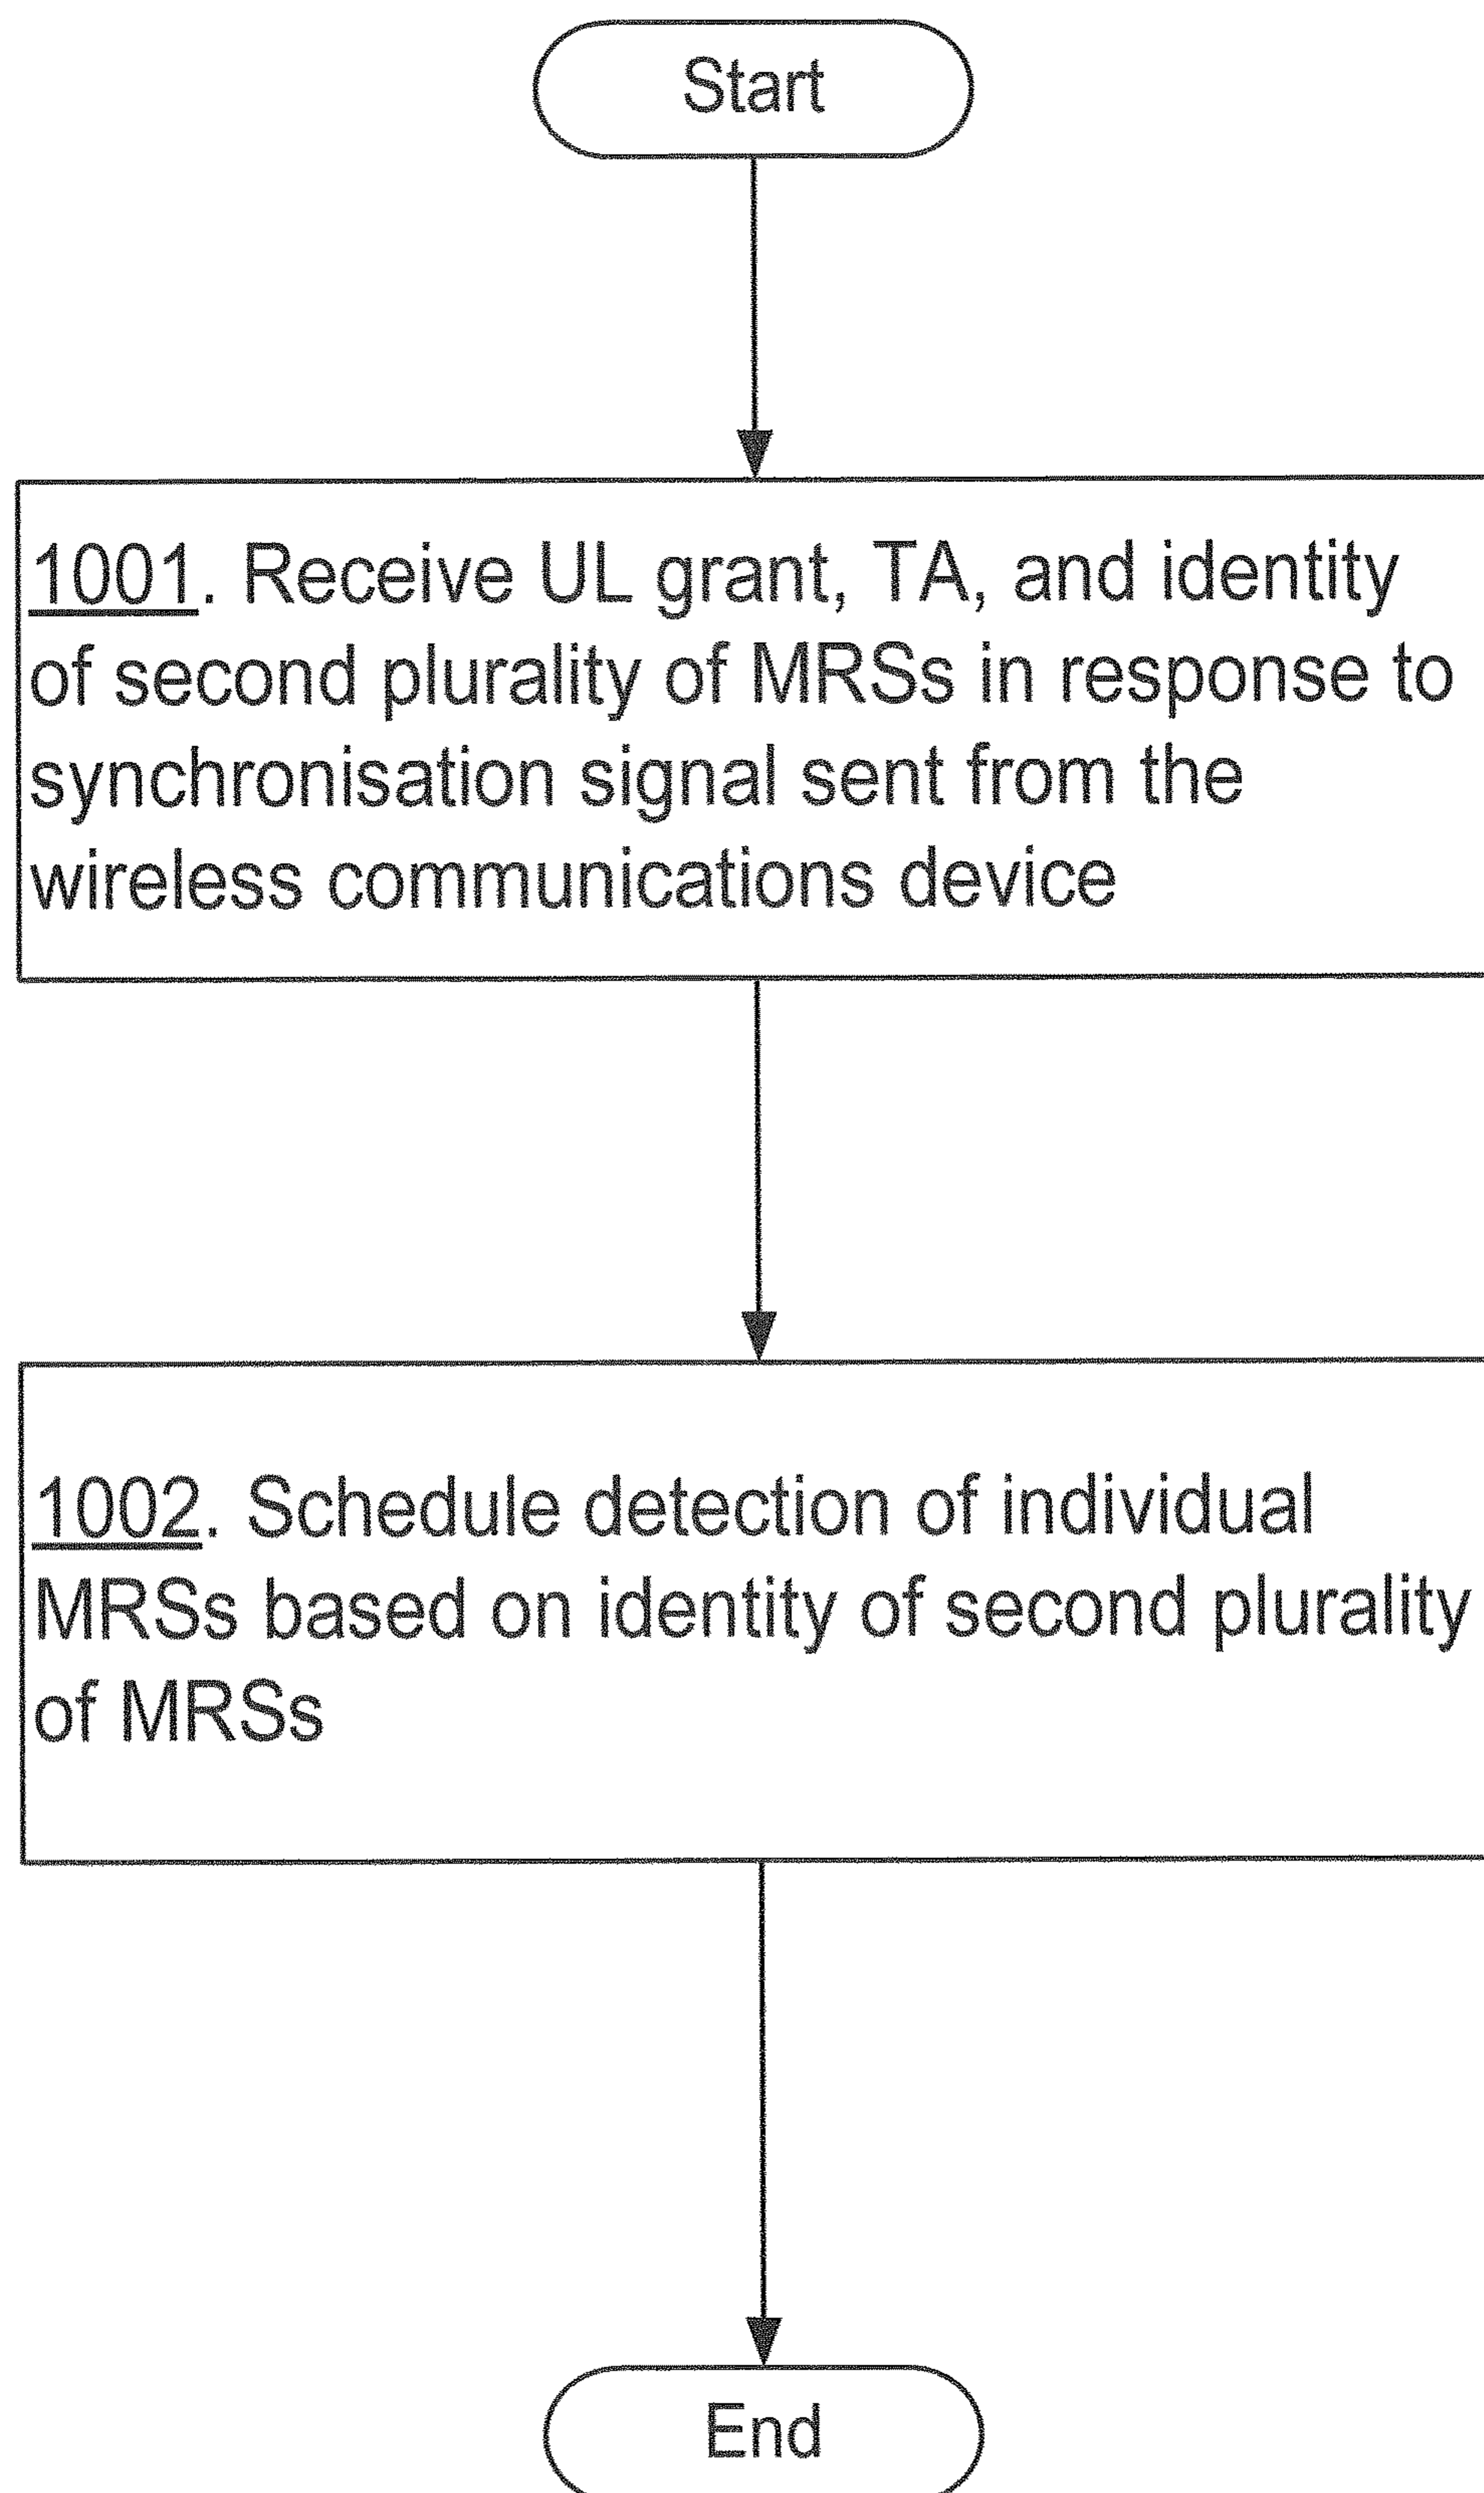 Start
1001. Receive UL grant, TA, and identity
of second plurality of MRSs in response to
synchronisation signal sent from the
wireless communications device
1002. Schedule detection of individual
MRSs based on identity of second plurality
of MRSs
End